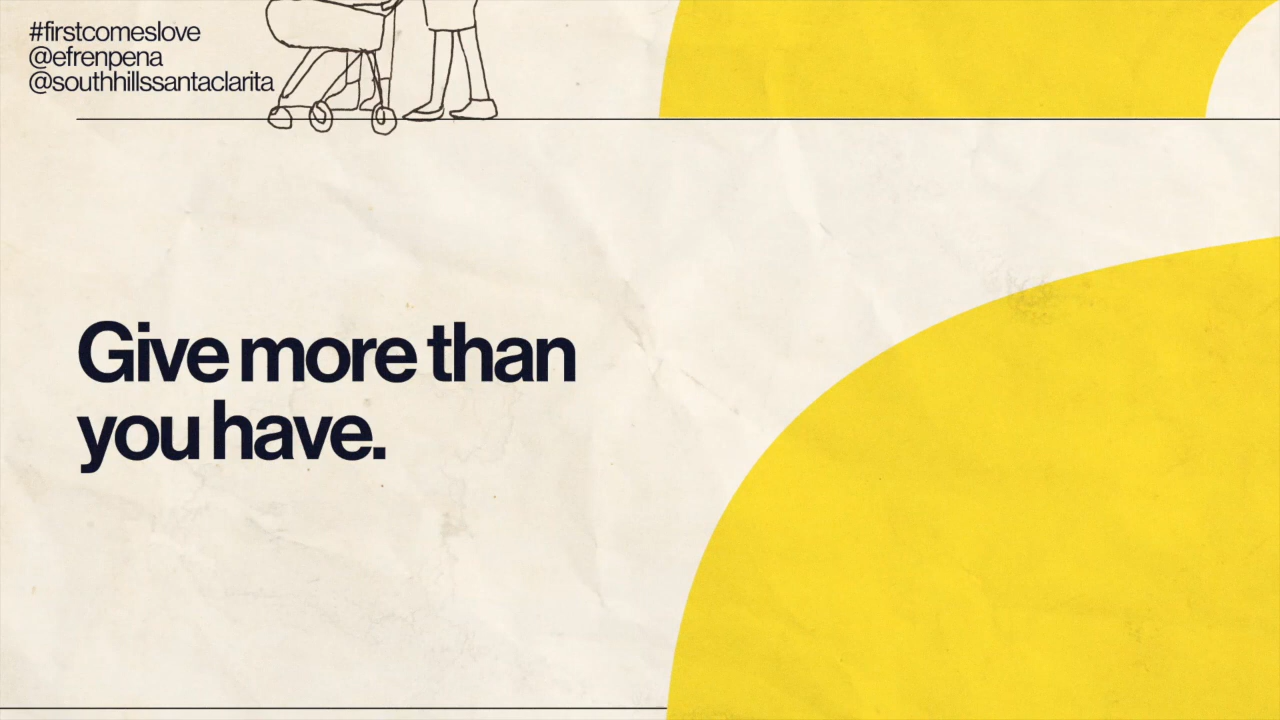 #firstcomeslove
@efrenpena
@southhillssantaclarita
Give more than
you have.